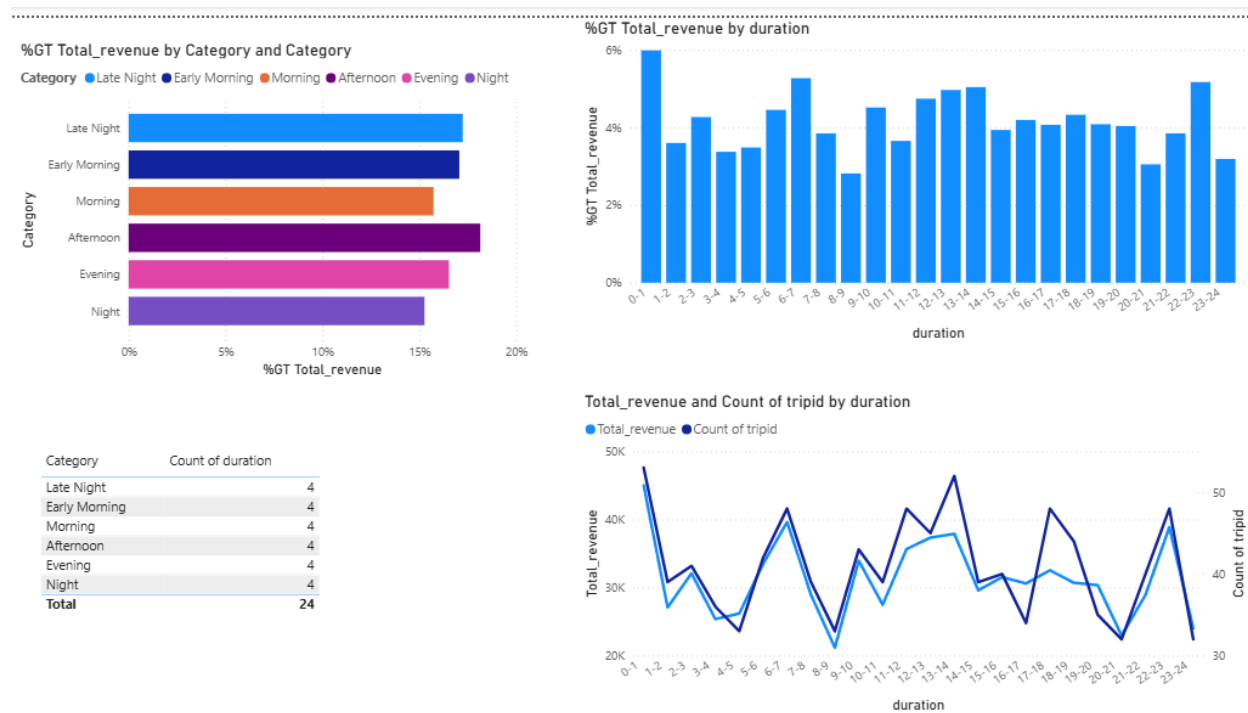 %GT Total_revenue by Category and Category
Category Late Night Early Morning Morning Afternoon Evening Night
Category
Late Night
Early Morning
Morning
Afternoon
Evening
Night
0% 5% 10% 15% 20%
%GT Total_revenue
%GT Total_revenue by duration
%GT Total_revenue
6%
4%
2%
0%
0-1 1-2 2-3 3-4 4-5 5-6 6-7 7-8 8-9 9-10 10-11 11-12 12-13 13-14 14-15 15-16 16-17 17-18 18-19 19-20 20-21 21-22 22-23 23-24
duration
Category Count of duration
Late Night 4
Early Morning 4
Morning 4
Afternoon 4
Evening 4
Night 4
Total 24
Total_revenue and Count of tripid by duration
Total_revenue Count of tripid
Total_revenue
50K
40K
30K
20K
50
40
30
Count of tripid
0-1 1-2 2-3 3-4 4-5 5-6 6-7 7-8 8-9 9-10 10-11 11-12 12-13 13-14 14-15 15-16 16-17 17-18 18-19 19-20 20-21 21-22 22-23 23-24
duration